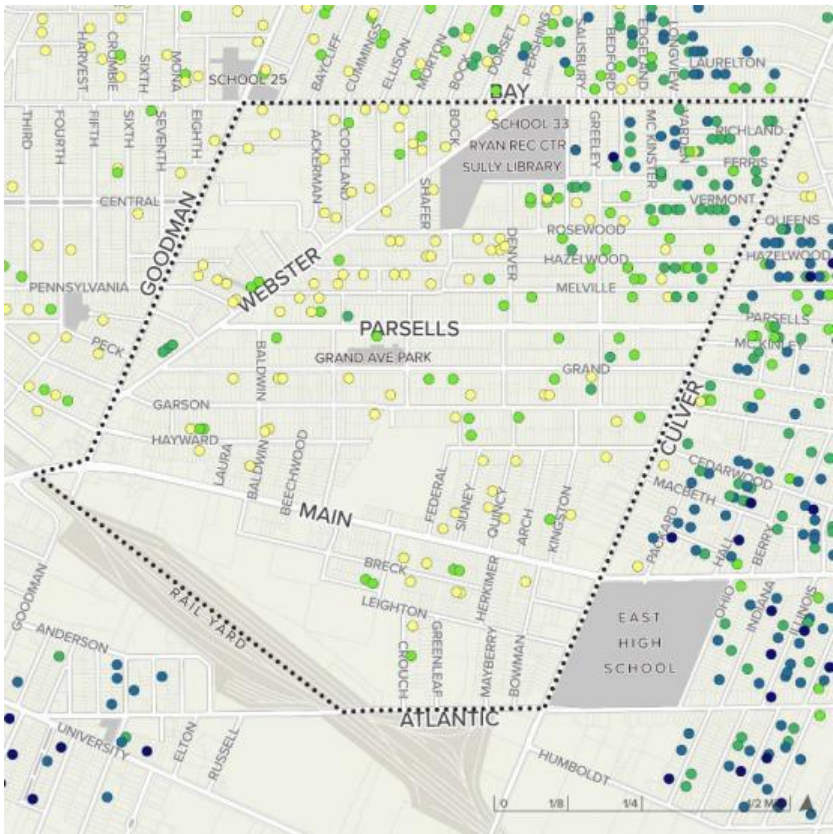 HARVEST
CROMBIE
SIXTH
MONA
SCHOOL 25
BAYCLIFF
CUMMINGS
ELLISON
MORTON
BOCK
DORSET
PERSHING
SALISBURY
BEDFORD
EDGELAND
LONGVIEW
LAURELTON
BAY
THIRD
FOURTH
FIFTH
SIXTH
SEVENTH
EIGHTH
ACKERMAN
COPELAND
BOCK
SCHOOL 33
RYAN REC CTR
SULLY LIBRARY
GREELEY
MC KINSTER
YARDEN
RICHLAND
FERRIS
CENTRAL
SHAFER
VERMONT
QUEENS
GOODMAN
ROSEWOOD
DENVER
HAZELWOOD
HAZELWOOD
WEBSTER
MELVILLE
PENNSYLVANIA
PARSELLS
PARSELLS
PECK
GRAND AVE PARK
MC KINLEY
BALDWIN
GRAND
GARSON
CULVER
HAYWARD
LAURA
BALDWIN
BEECHWOOD
CEDARWOOD
MACBETH
FEDERAL
SIDNEY
QUINCY
ARCH
KINGSTON
MAIN
PACKARD
HALL
BERRY
BRECK
HERKIMER
GOODMAN
RAIL YARD
LEIGHTON
OHIO
INDIANA
ILLINOIS
EAST
HIGH
SCHOOL
ANDERSON
CROUCH
GREENLEAF
MAYBERRY
BOWMAN
ATLANTIC
UNIVERSITY
ELTON
RUSSELL
HUMBOLDT
0 1/8 1/4